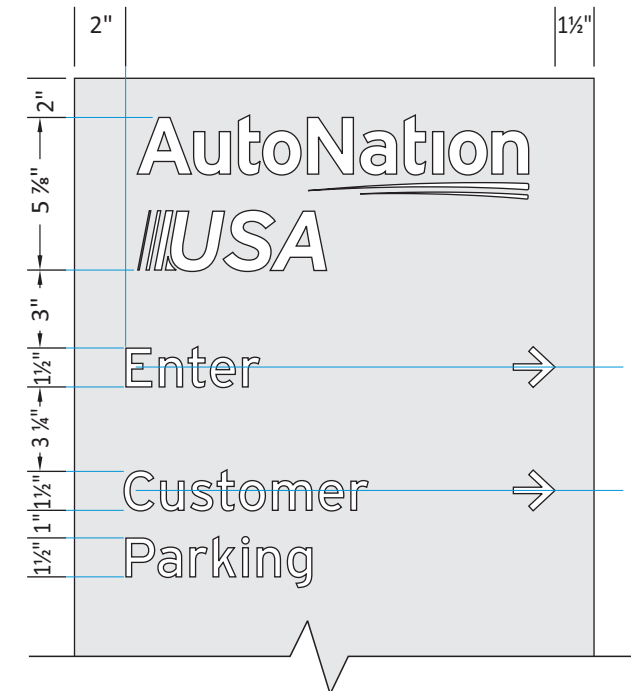 2"
1½"
2"
AutoNation
5 ⅞"
USA
3"
1½"
Enter
3 ¼"
1½"
Customer
1"
1½"
Parking